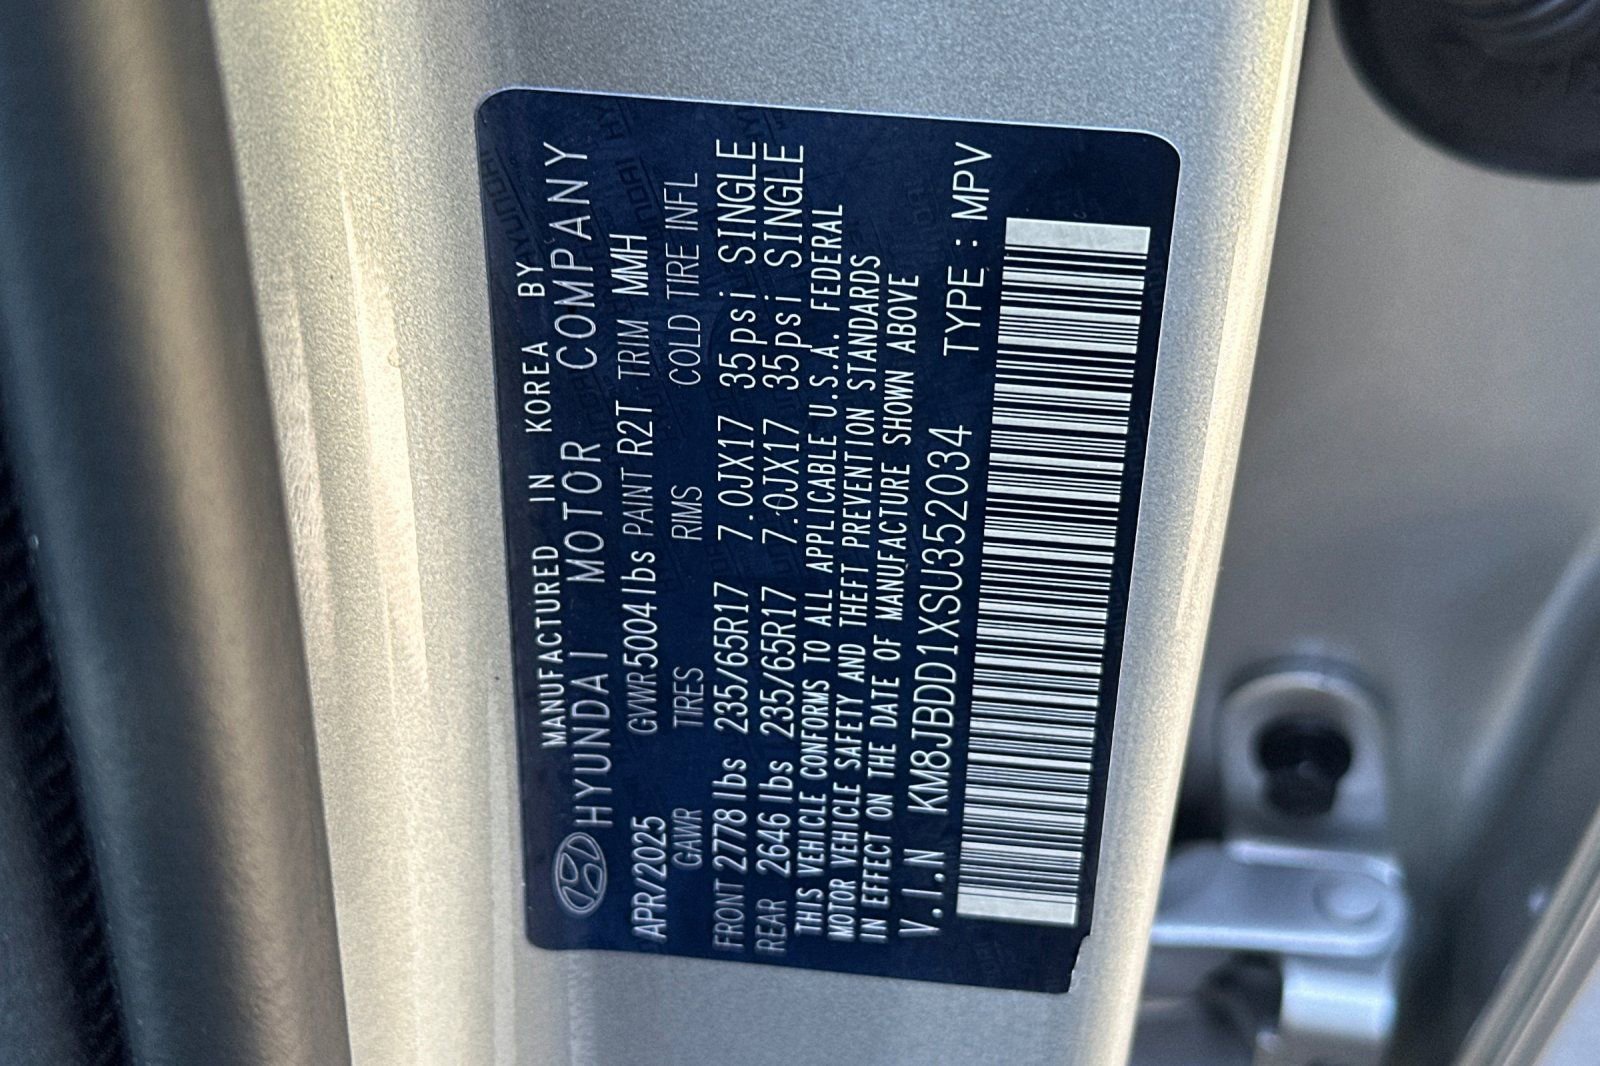 MANUFACTURED IN KOREA BY
HYUNDAI MOTOR COMPANY
APR/2025 GVWR5004lbs PAINT R2T TRIM MMH
GAWR TIRES RIMS COLD TIRE INFL
FRONT 2778lbs 235/65R17 7.0JX17 35psi SINGLE
REAR 2646lbs 235/65R17 7.0JX17 35psi SINGLE
THIS VEHICLE CONFORMS TO ALL APPLICABLE U.S.A. FEDERAL
MOTOR VEHICLE SAFETY AND THEFT PREVENTION STANDARDS
IN EFFECT ON THE DATE OF MANUFACTURE SHOWN ABOVE
V.I.N KM8JBDD1XSU352034 TYPE : MPV